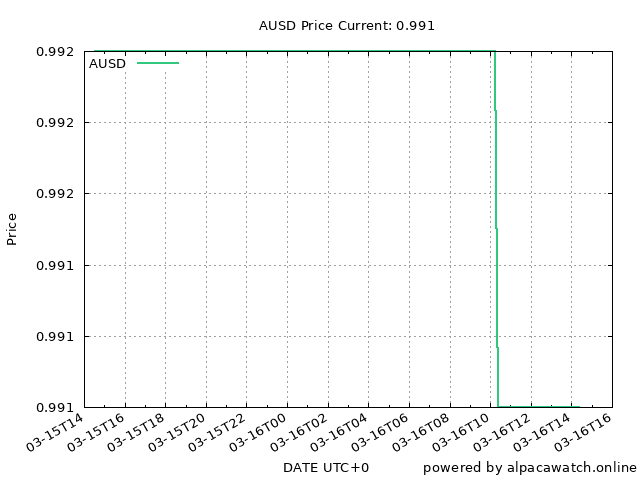 AUSD Price Current: 0.991
AUSD
0.992
0.992
0.992
0.991
0.991
0.991
Price
03-15T14
03-15T16
03-15T18
03-15T20
03-15T22
03-16T00
03-16T02
03-16T04
03-16T06
03-16T08
03-16T10
03-16T12
03-16T14
03-16T16
DATE UTC+0
powered by alpacawatch.online